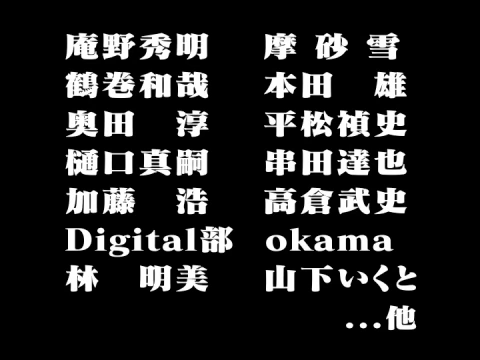 庵野秀明　摩砂雪
鶴巻和哉　本田　雄
奥田　淳　平松禎史
樋口真嗣　串田達也
加藤　浩　高倉武史
Digital部　okama
林　明美　山下いくと
...他